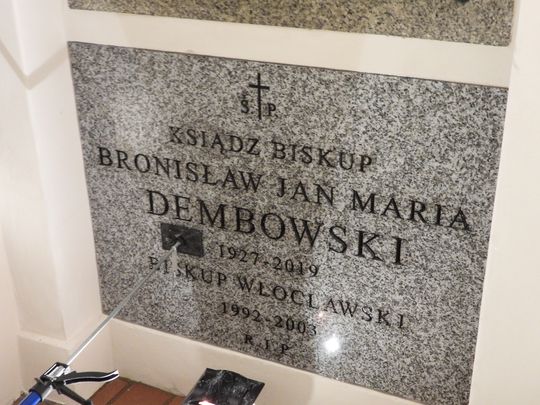 Ś. P.
KSIĄDZ BISKUP
BRONISŁAW JAN MARIA
DEMBOWSKI
1927-2019
BISKUP WŁOCŁAWSKI
1992-2003
R.I.P